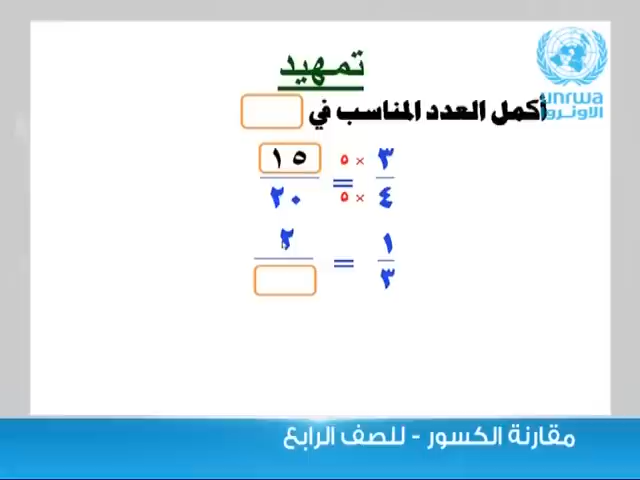 تمهيد
unrwa
الأونروا
أكمل العدد المناسب في
٣ × ٥ = ١٥
٤ × ٥ ٢٠
١ = ٢
٣
مقارنة الكسور - للصف الرابع